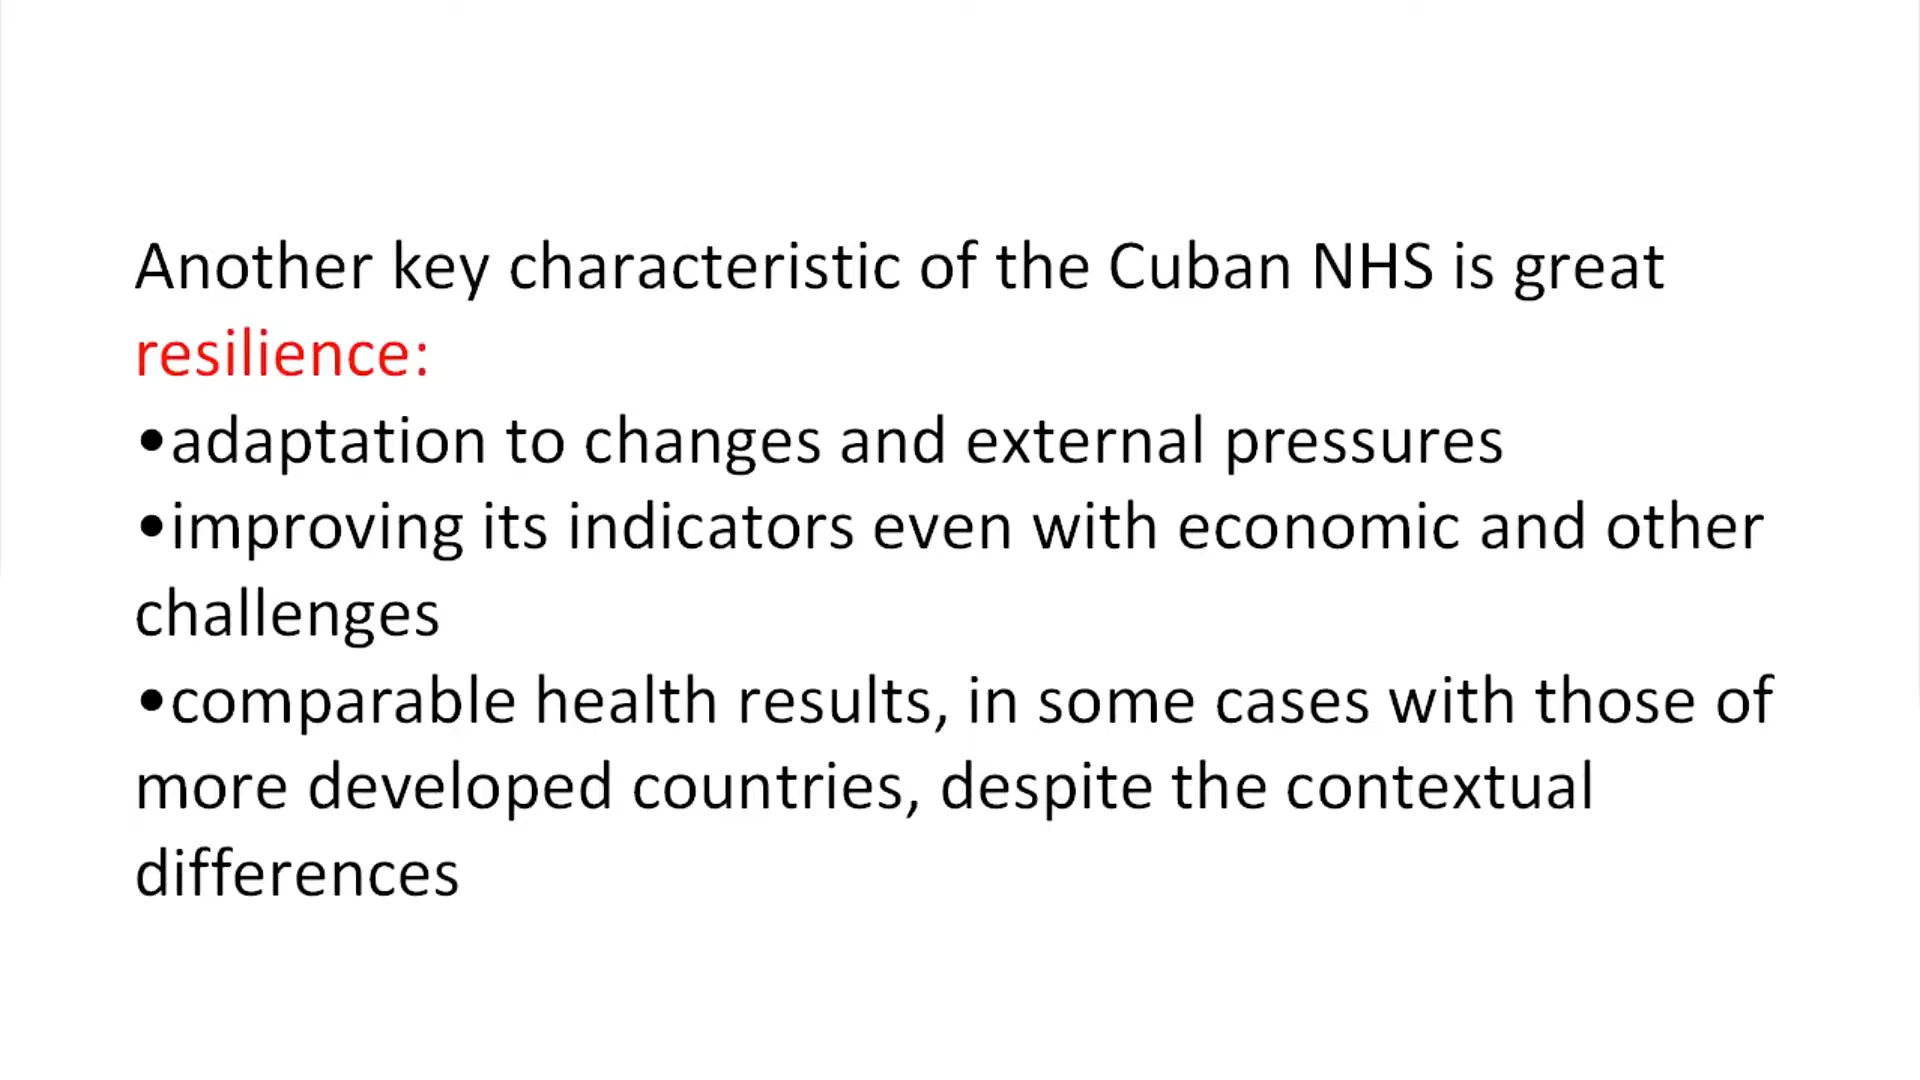 Another key characteristic of the Cuban NHS is great
resilience:
•adaptation to changes and external pressures
•improving its indicators even with economic and other
challenges
•comparable health results, in some cases with those of
more developed countries, despite the contextual
differences